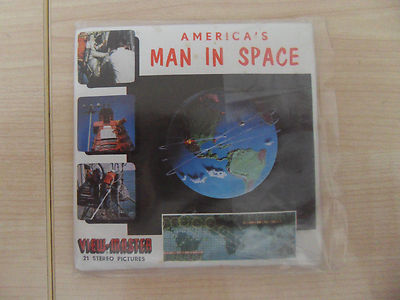 AMERICA'S
MAN IN SPACE
VIEW-MASTER
21 STEREO PICTURES